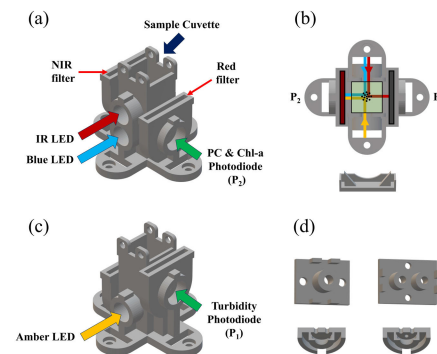 (a)
Sample Cuvette
NIR
filter
Red
filter
IR LED
Blue LED
PC & Chl-a
Photodiode
(P2)
(b)
P2
P
(c)
Amber LED
Turbidity
Photodiode
(P1)
(d)